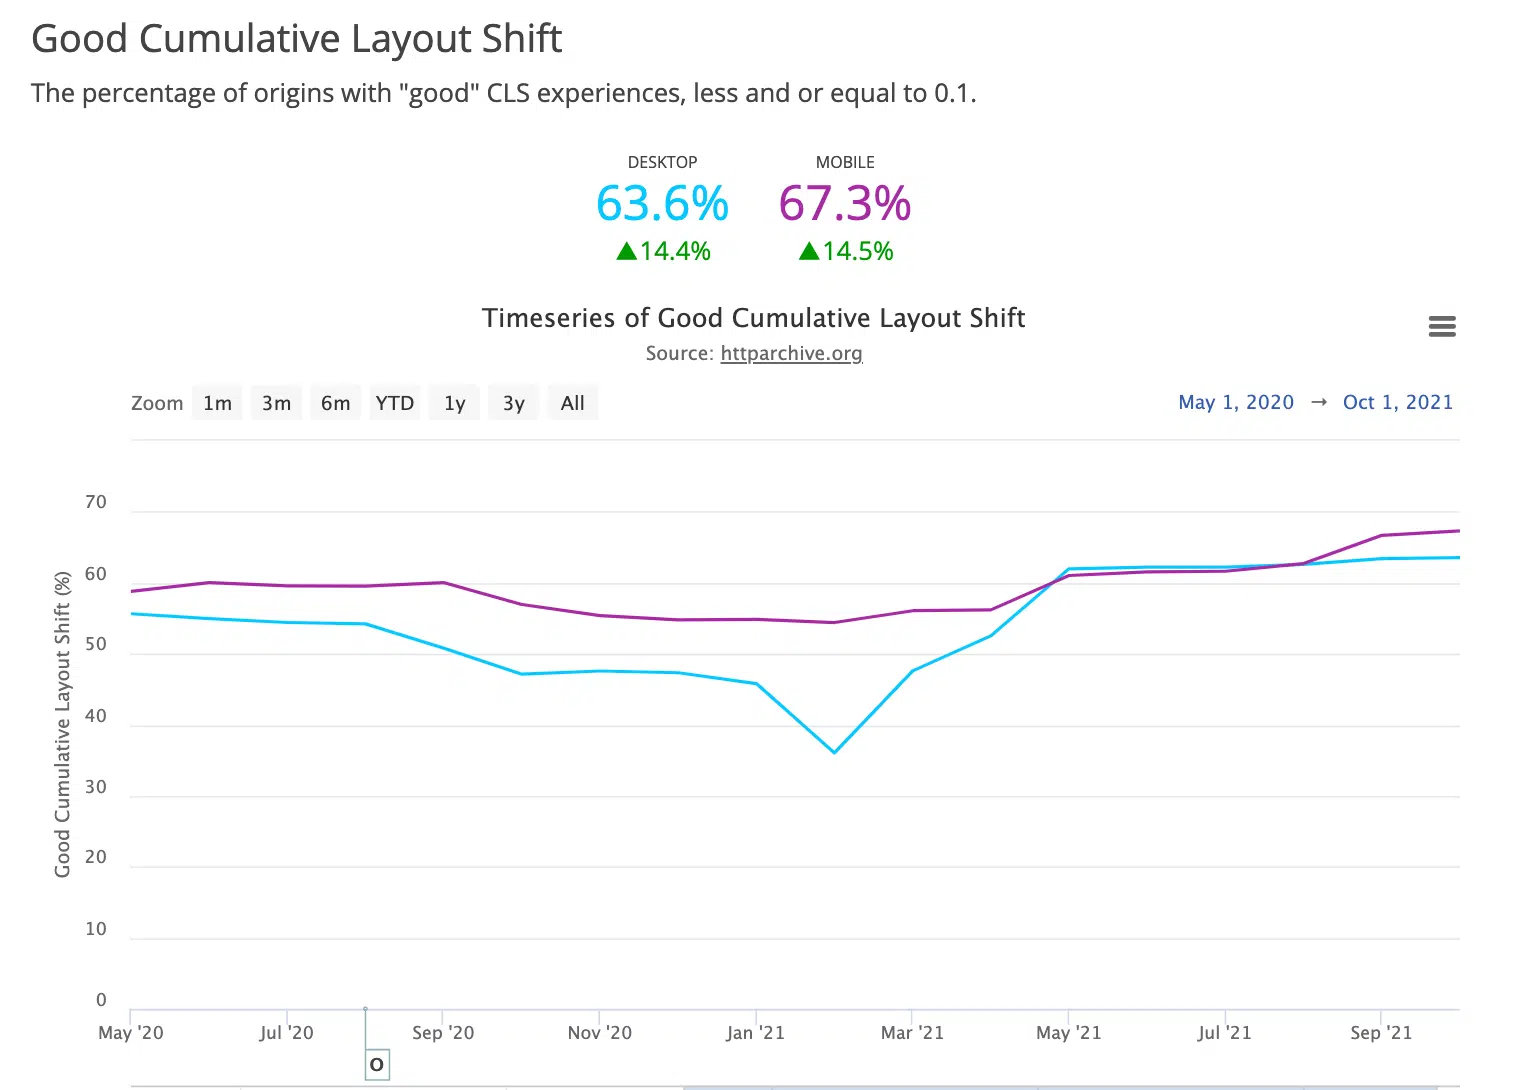 Good Cumulative Layout Shift
The percentage of origins with "good" CLS experiences, less and or equal to 0.1.
DESKTOP MOBILE
63.6% 67.3%
▲14.4% ▲14.5%
Timeseries of Good Cumulative Layout Shift
Source: httparchive.org
Zoom 1m 3m 6m YTD 1y 3y All May 1, 2020 → Oct 1, 2021
Good Cumulative Layout Shift (%)
70
60
50
40
30
20
10
0
May '20 Jul '20 Sep '20 Nov '20 Jan '21 Mar '21 May '21 Jul '21 Sep '21
O